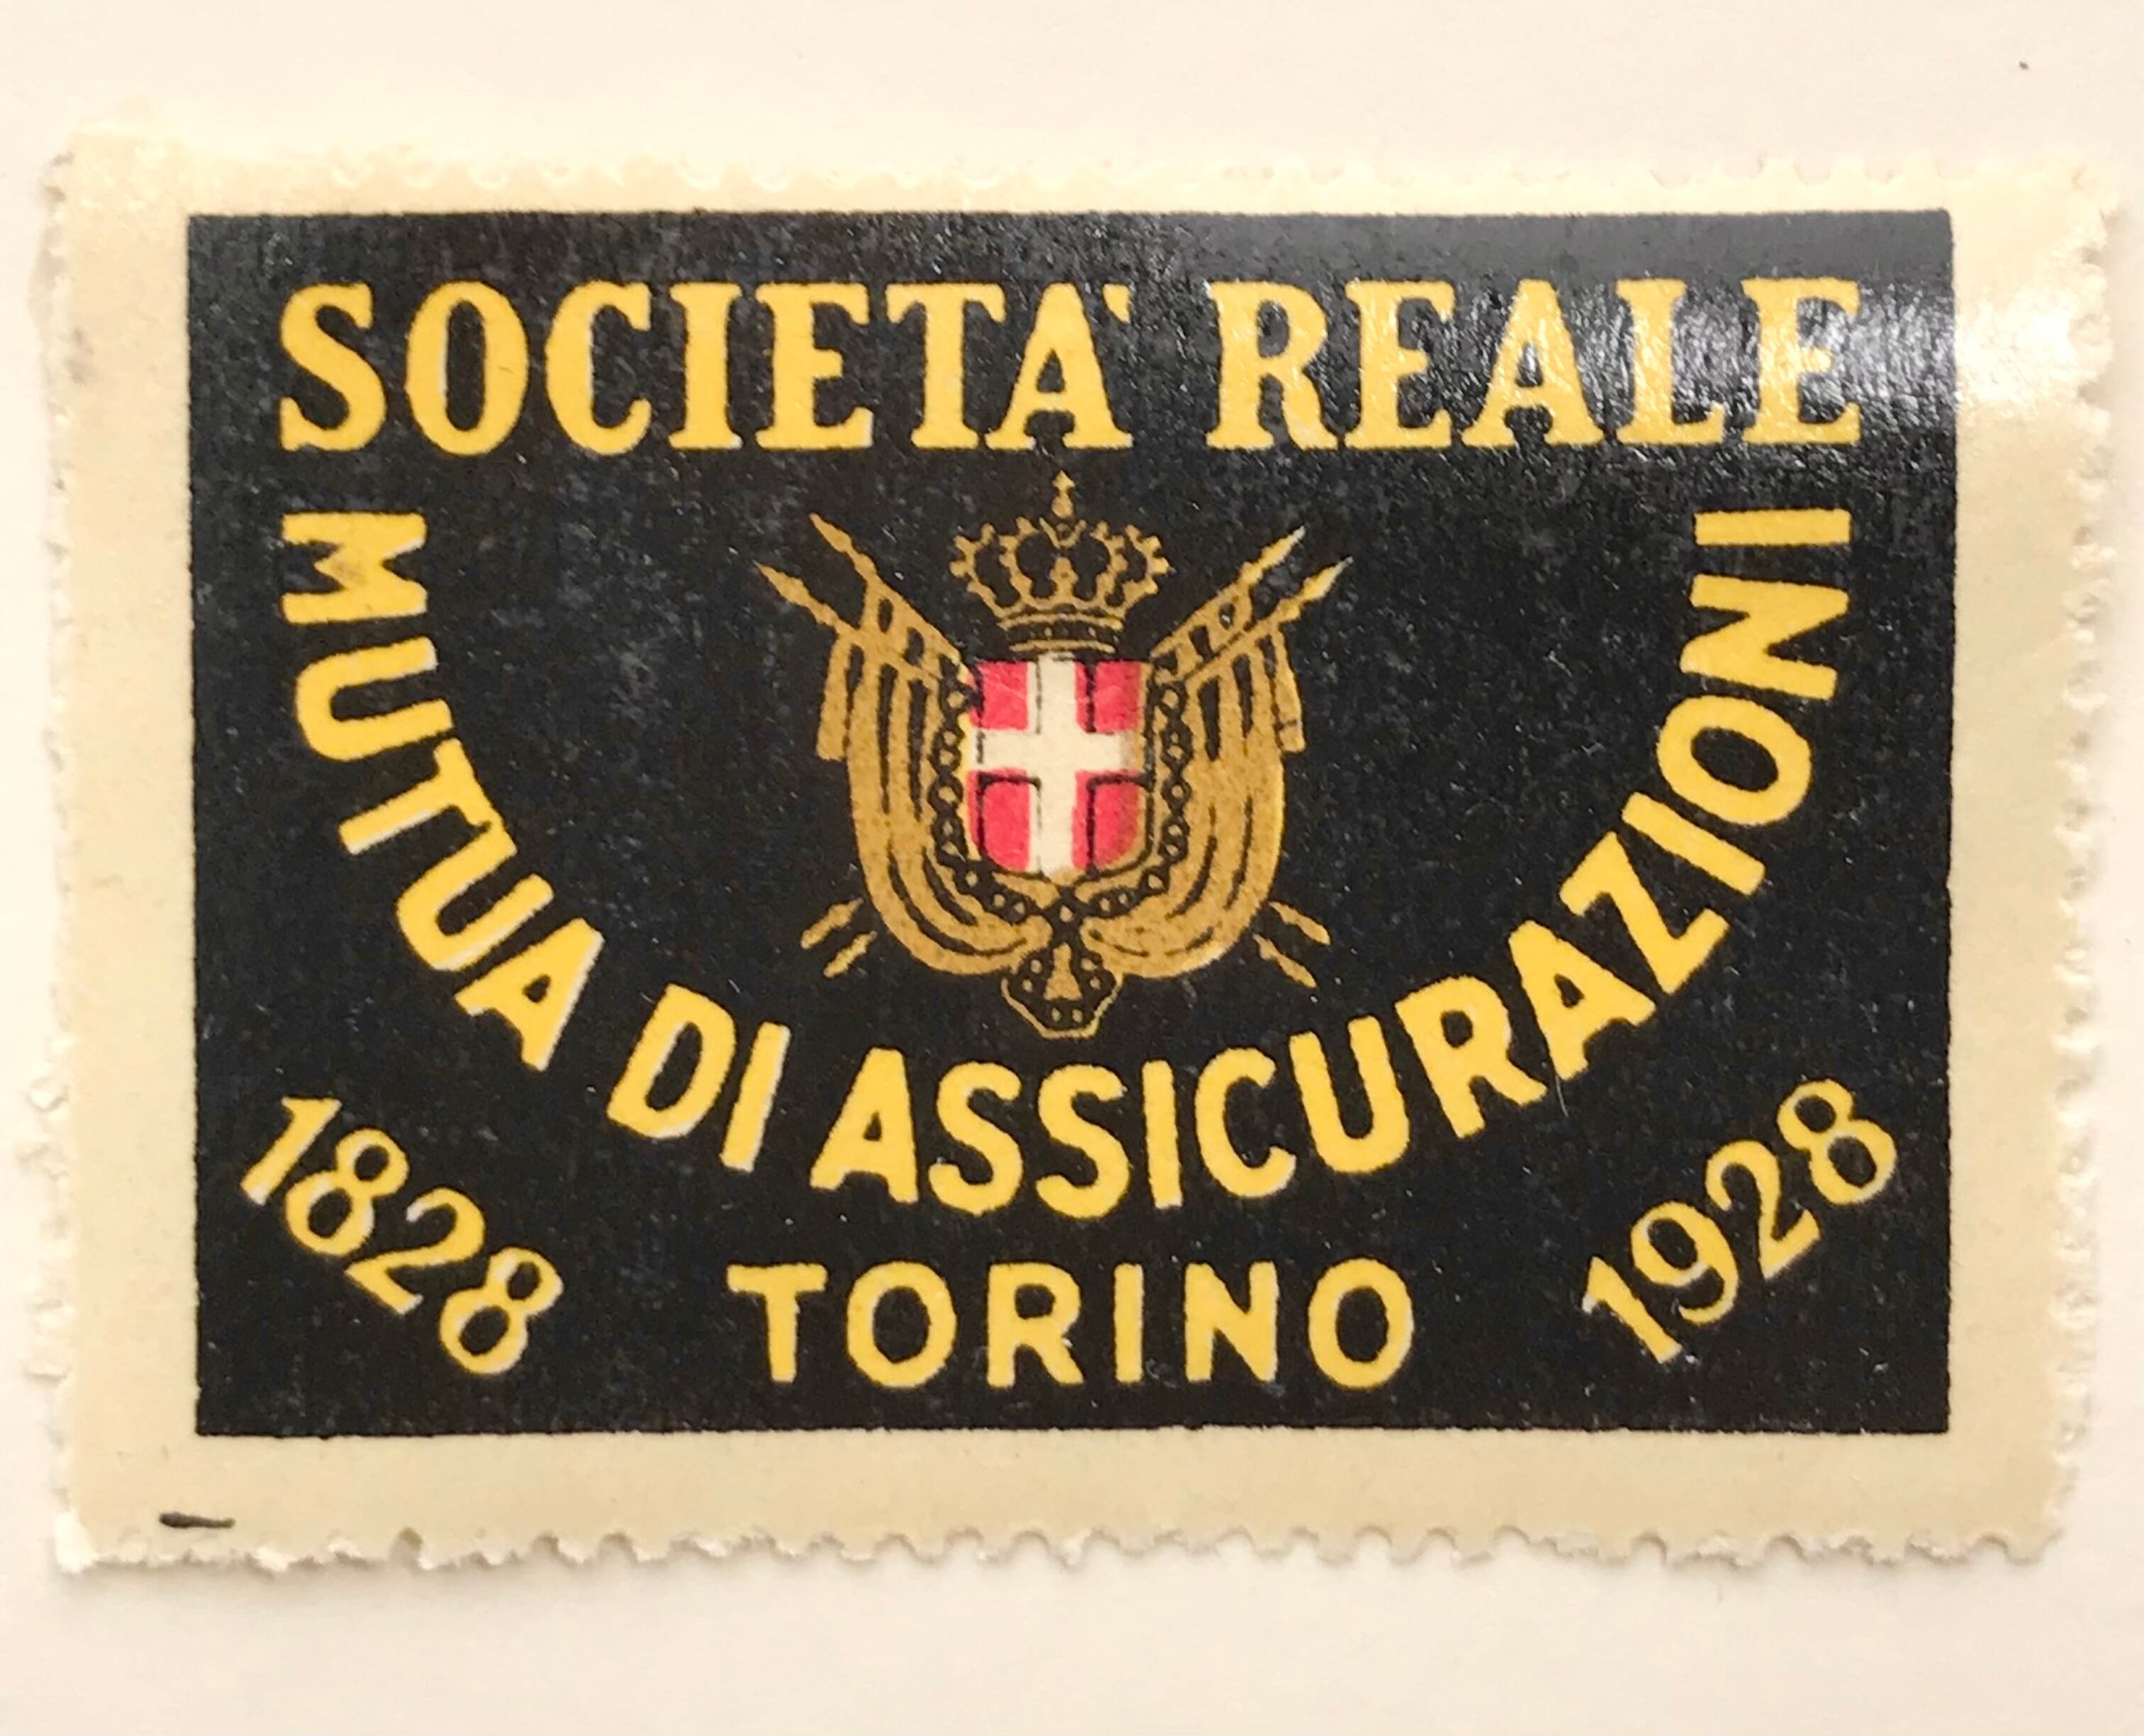 SOCIETA' REALE
MUTUA DI ASSICURAZIONI
1828
TORINO
1928